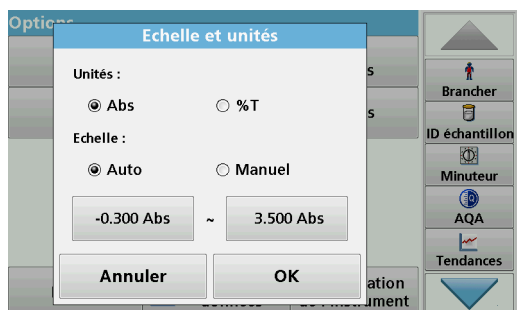 Options
Echelle et unités
Unités :
Abs
%T
Echelle :
Auto
Manuel
-0.300 Abs ~ 3.500 Abs
Annuler
OK
Brancher
ID échantillon
Minuteur
AQA
Tendances